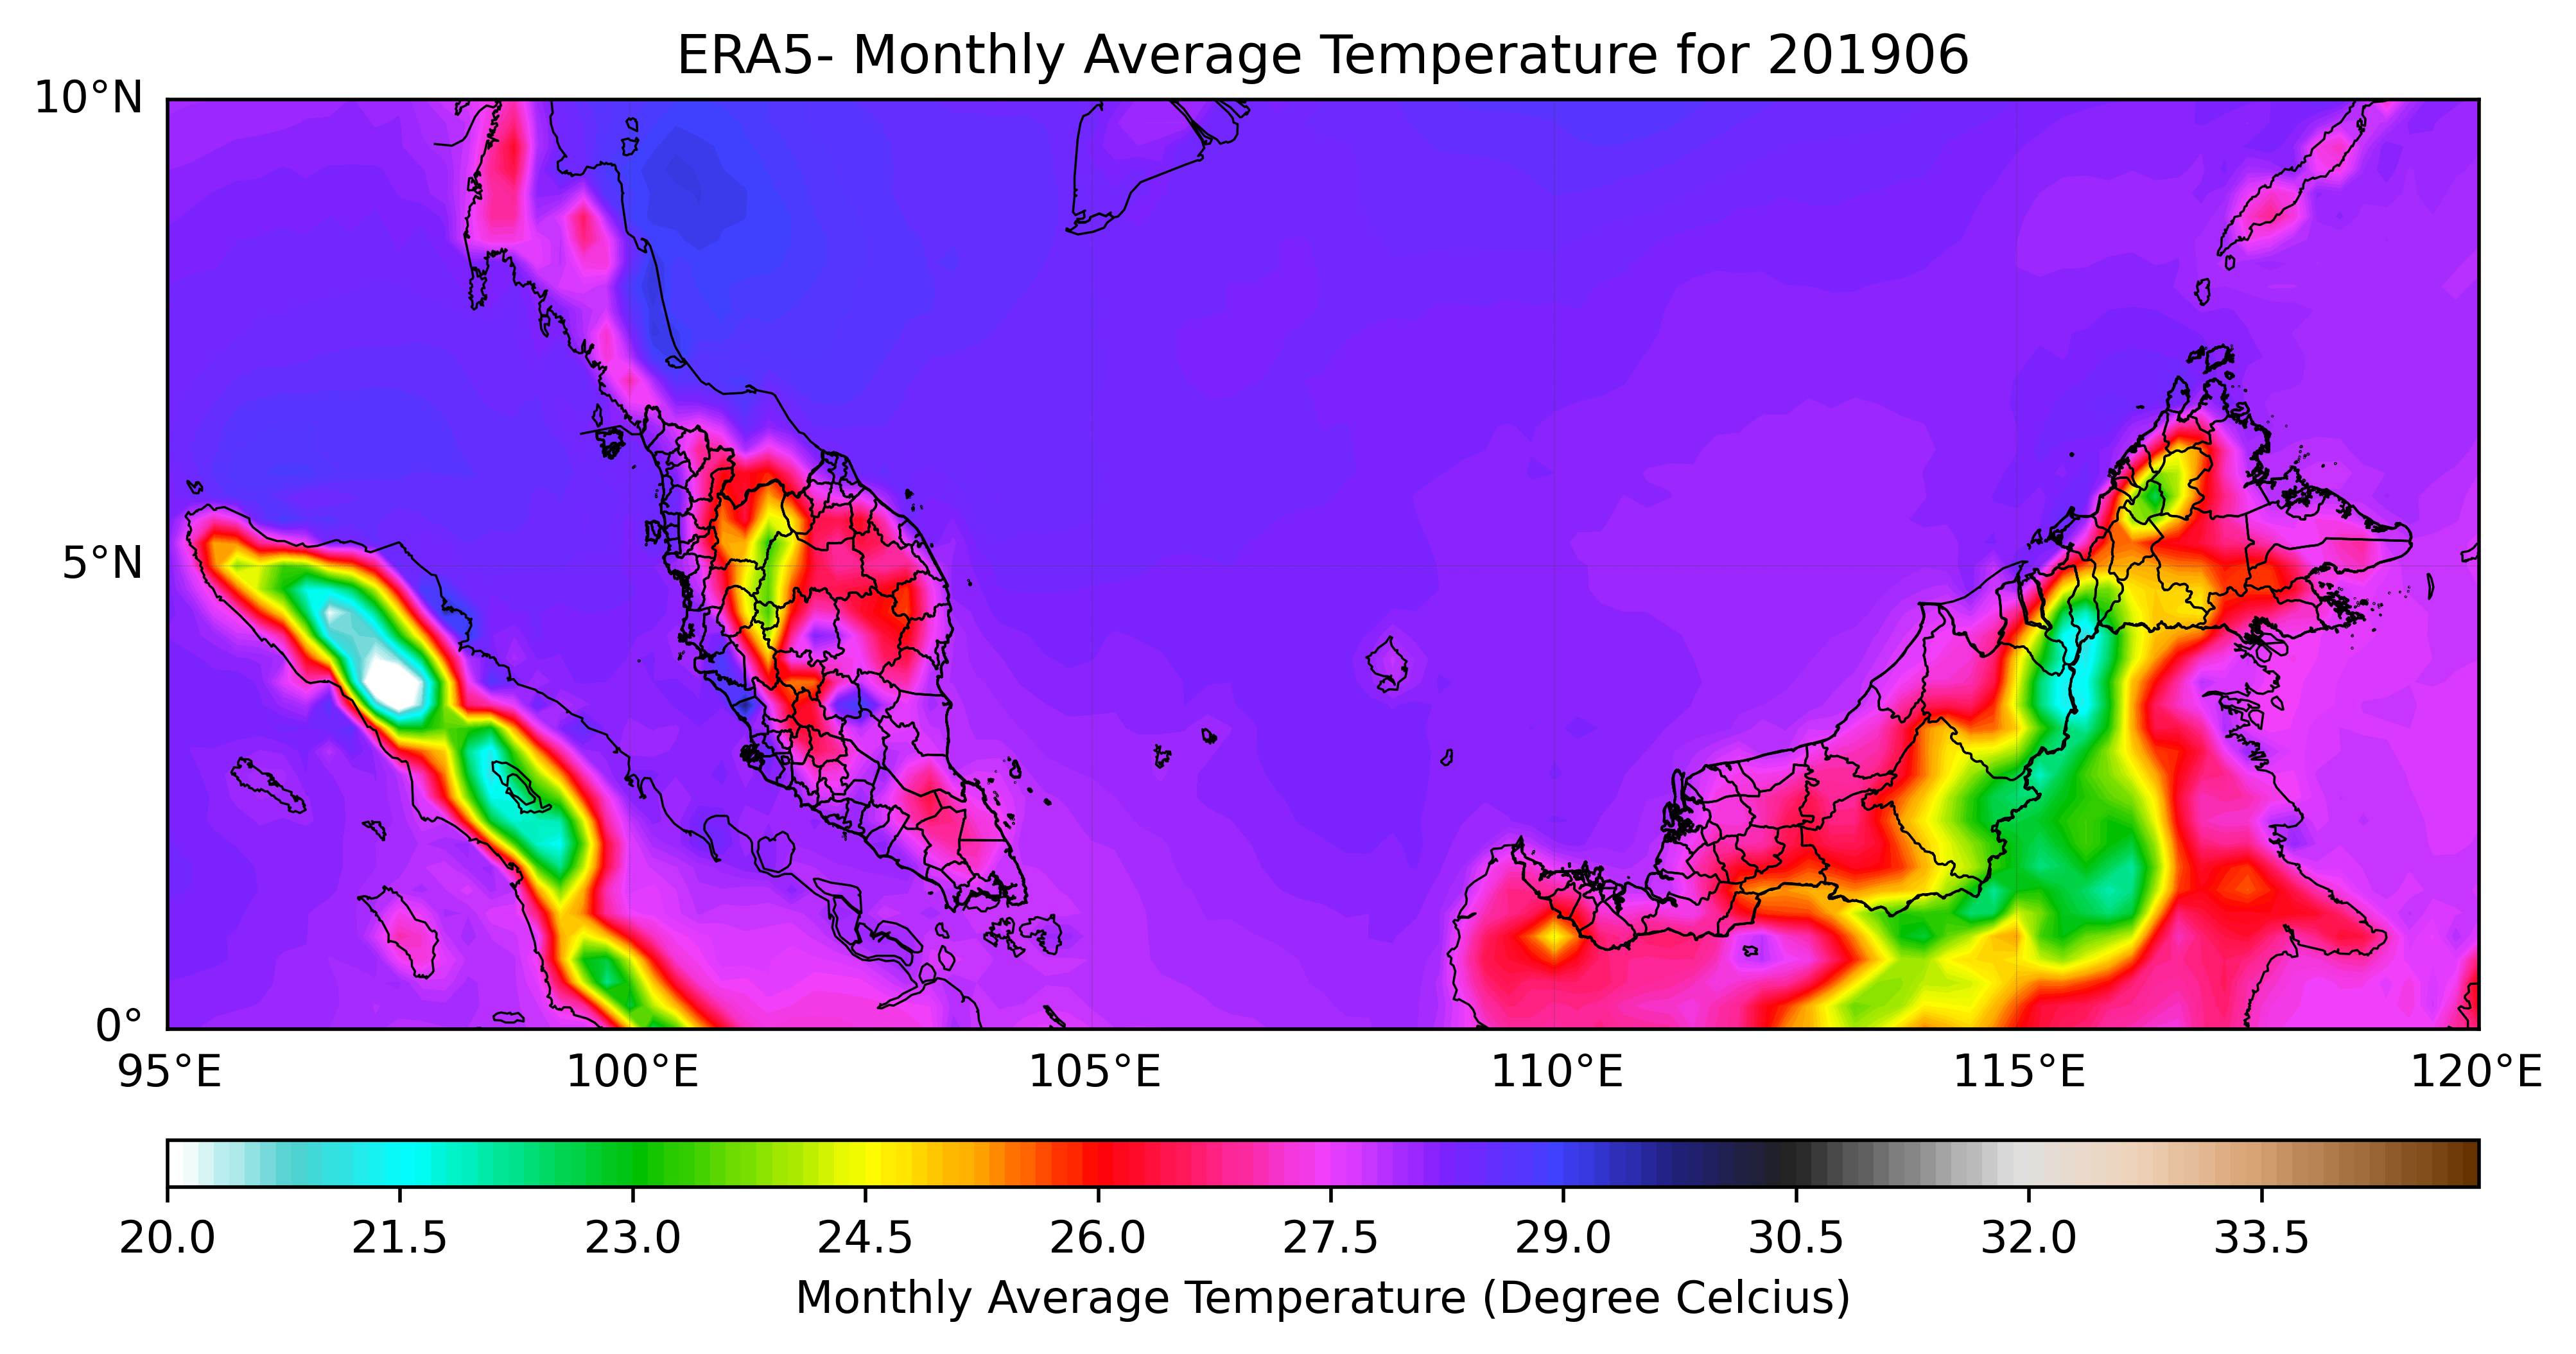 ERA5- Monthly Average Temperature for 201906
10°N
5°N
0°
95°E 100°E 105°E 110°E 115°E 120°E
20.0 21.5 23.0 24.5 26.0 27.5 29.0 30.5 32.0 33.5
Monthly Average Temperature (Degree Celcius)